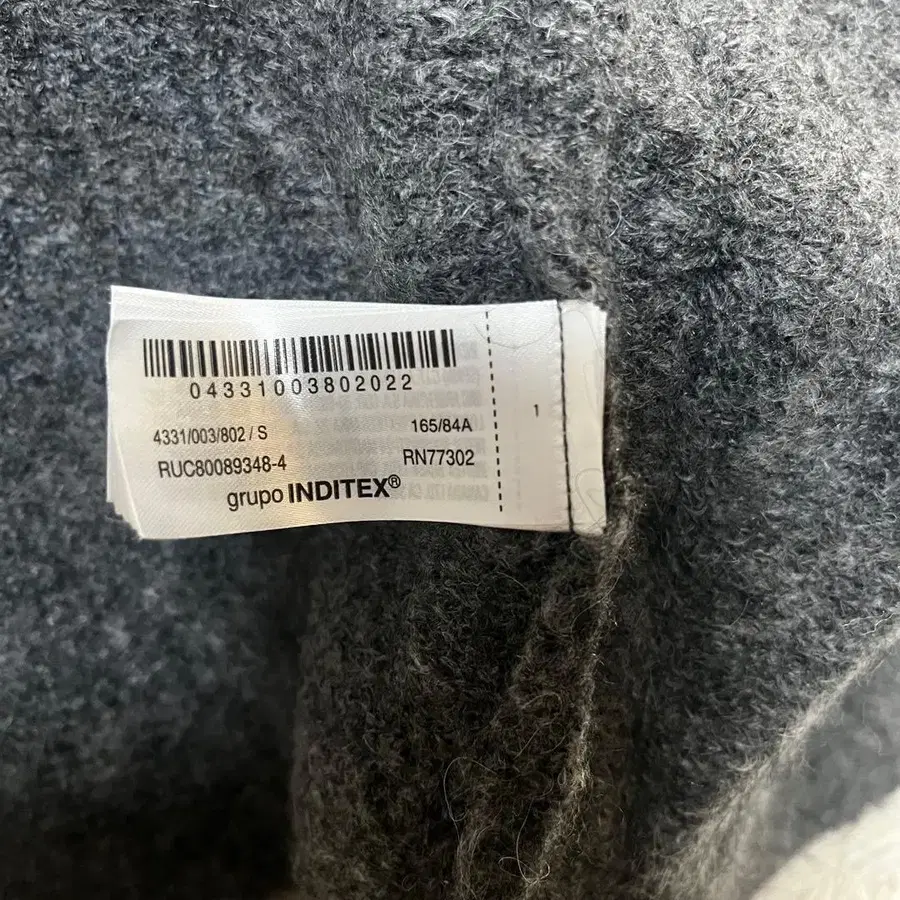 04331003802022
4331/003/802 / S 165/84A
RUC80089348-4 RN77302
grupo INDITEX®
1